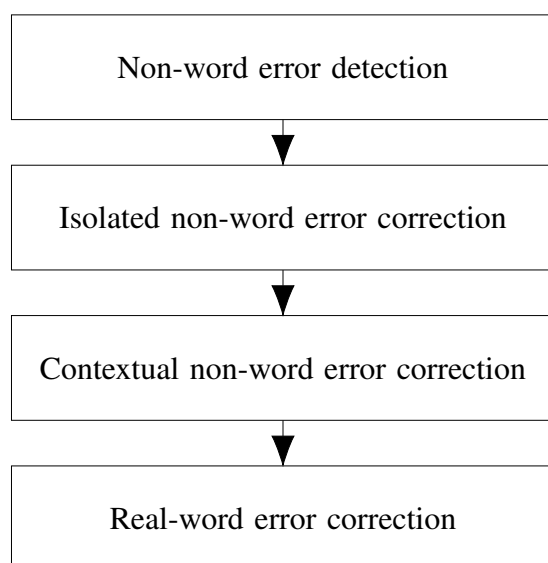 Non-word error detection
Isolated non-word error correction
Contextual non-word error correction
Real-word error correction